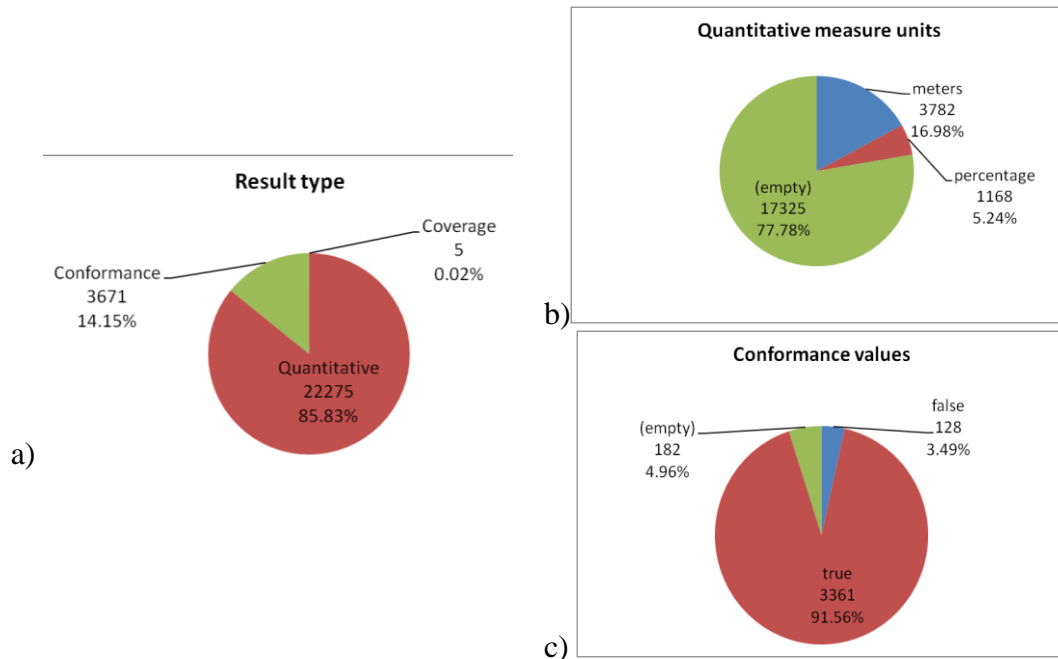 Result type
Coverage
5
0.02%
Conformance
3671
14.15%
Quantitative
22275
85.83%
a)
Quantitative measure units
meters
3782
16.98%
percentage
1168
5.24%
(empty)
17325
77.78%
b)
Conformance values
false
128
3.49%
(empty)
182
4.96%
true
3361
91.56%
c)